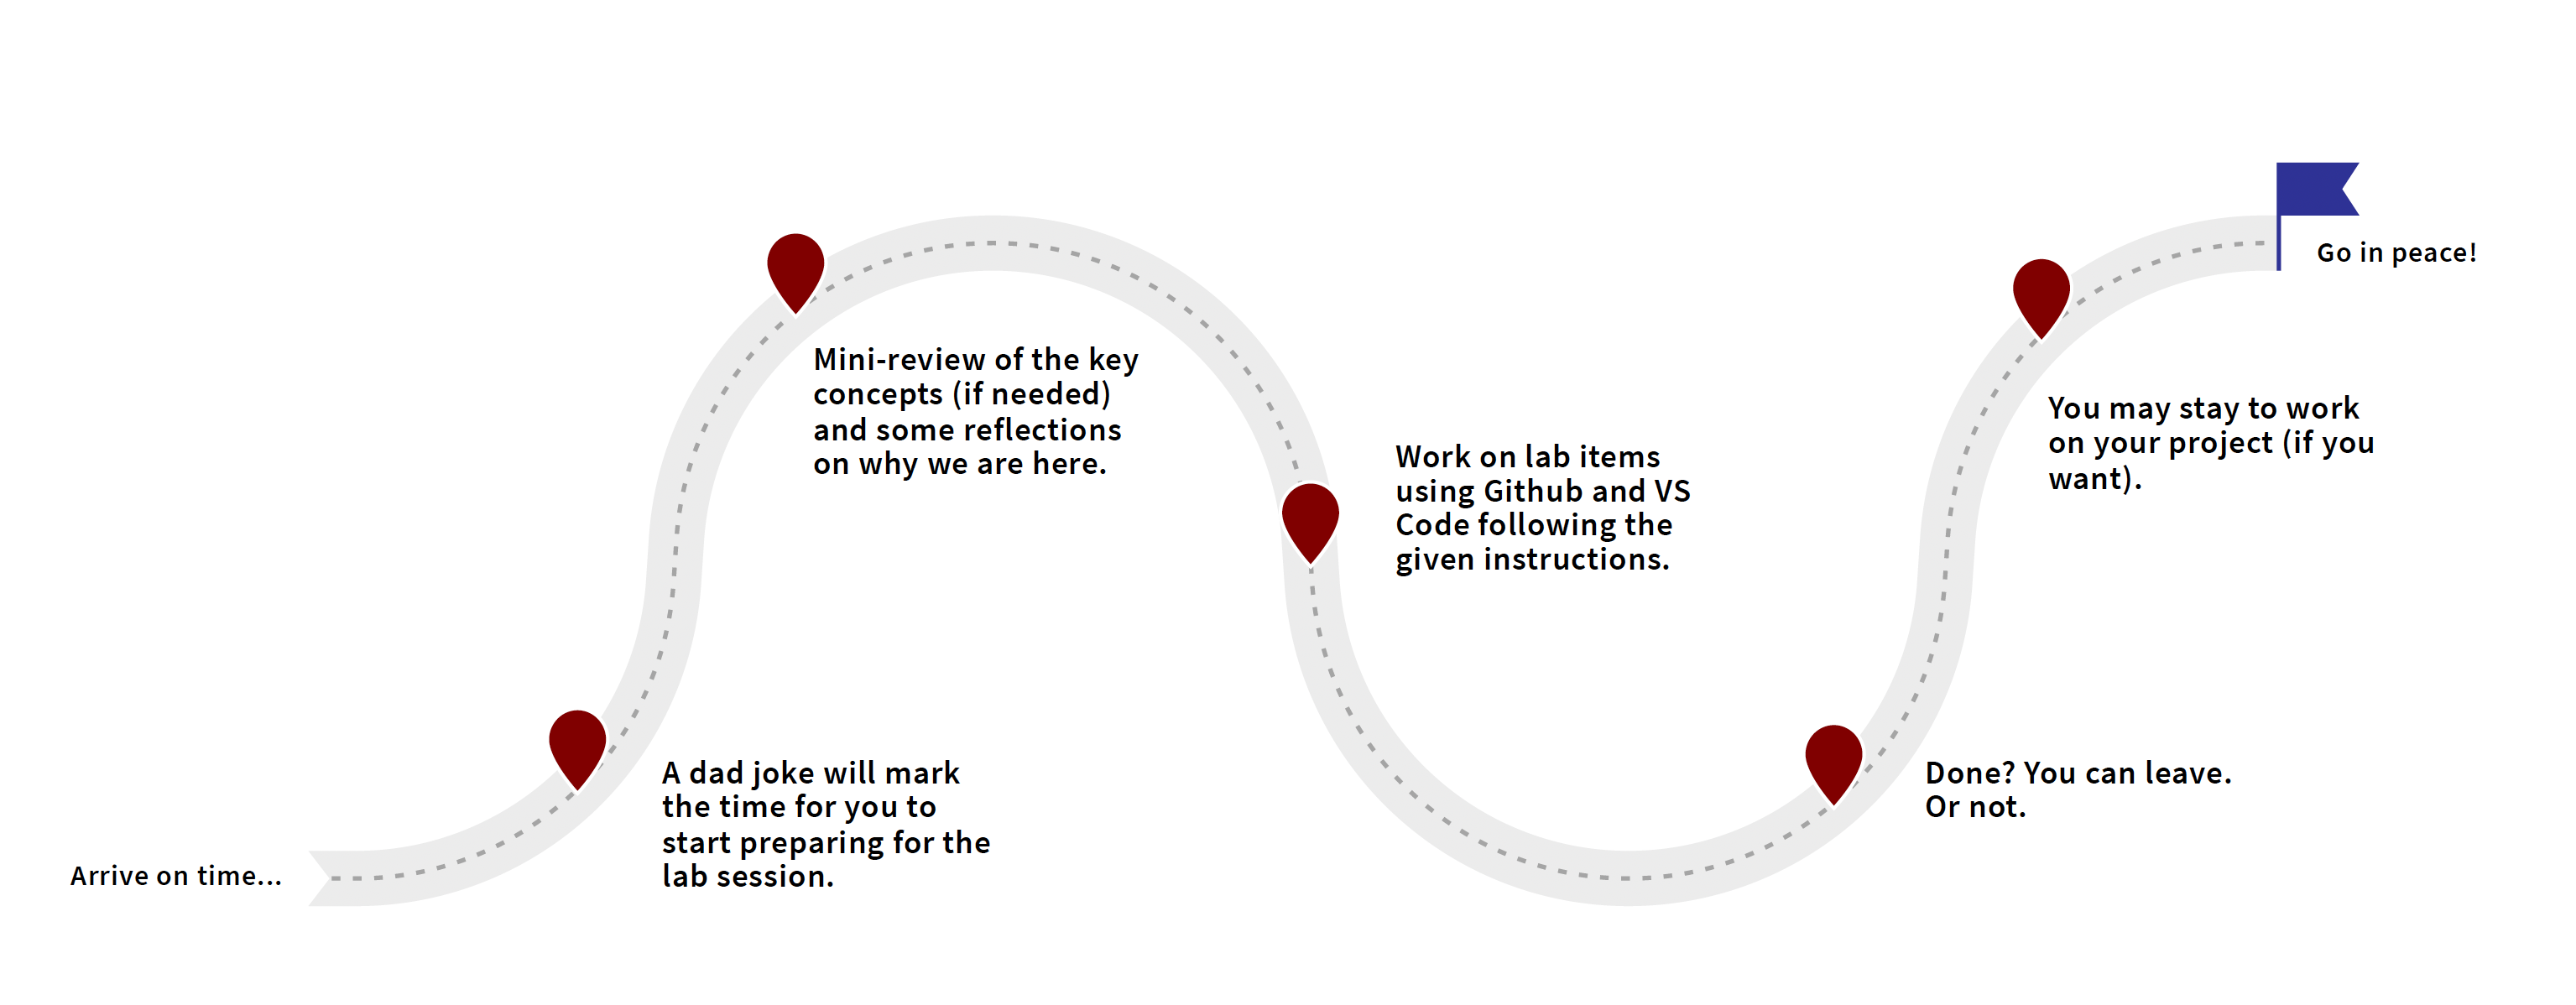 Arrive on time...
A dad joke will mark
the time for you to
start preparing for the
lab session.
Mini-review of the key
concepts (if needed)
and some reflections
on why we are here.
Work on lab items
using Github and VS
Code following the
given instructions.
Done? You can leave.
Or not.
You may stay to work
on your project (if you
want).
Go in peace!